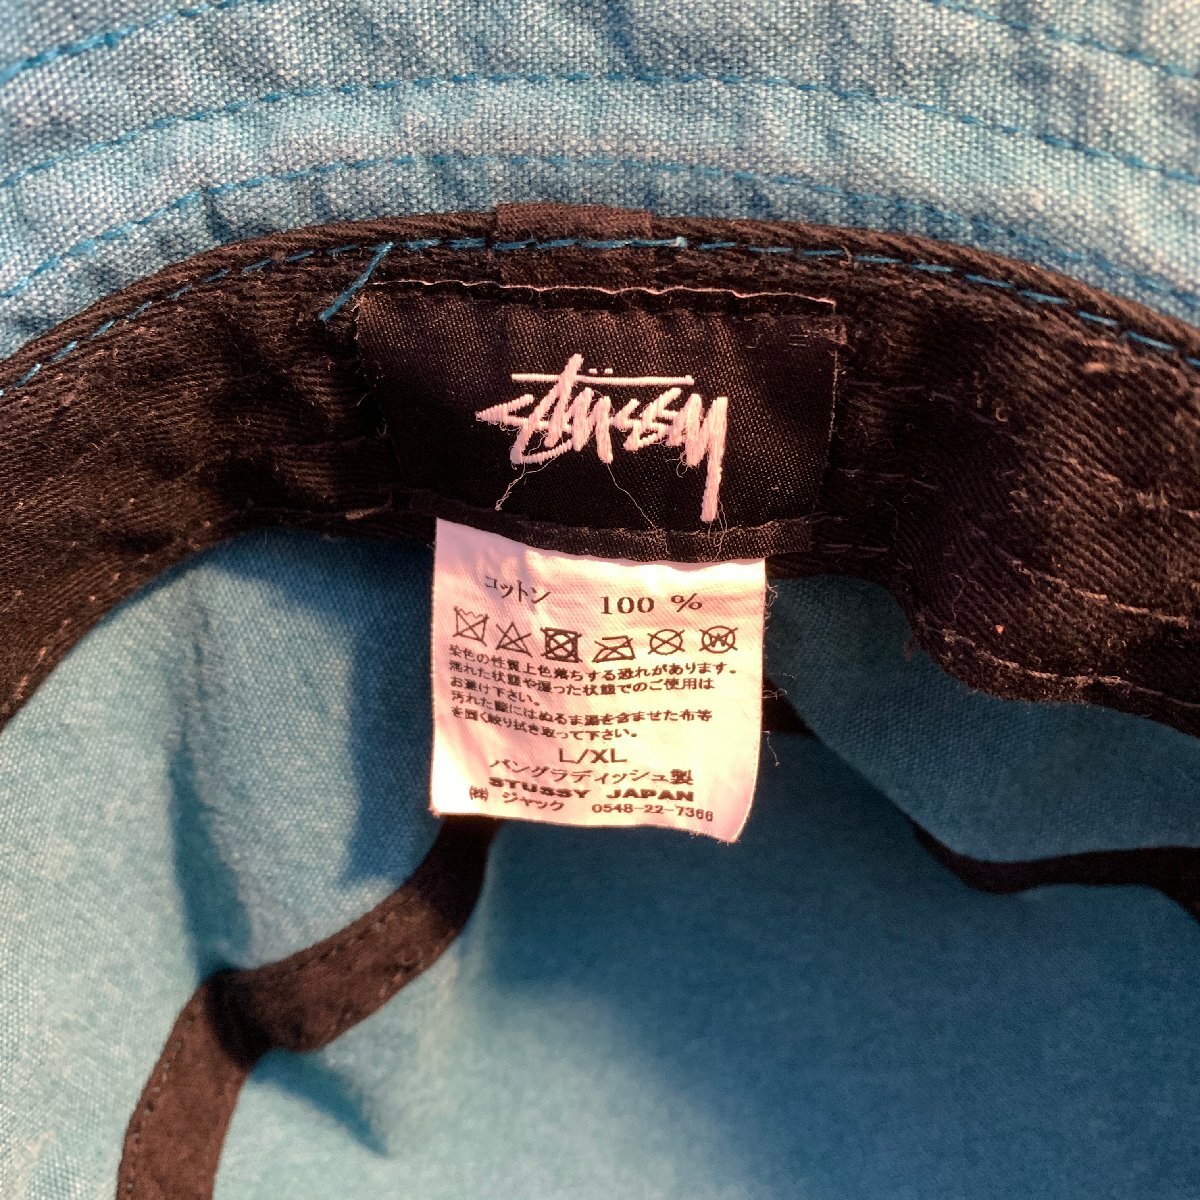 STÜSSY
コットン 100 %
W
染色の性質上色落ちする恐れがあります。
濡れた状態や湿った状態でのご使用は
お避け下さい。
汚れた際にはぬるま湯を含ませた布等
を固く絞り拭き取って下さい。
L/XL
バングラディッシュ製
STUSSY JAPAN
㈱ ジャック 0548-22-7366